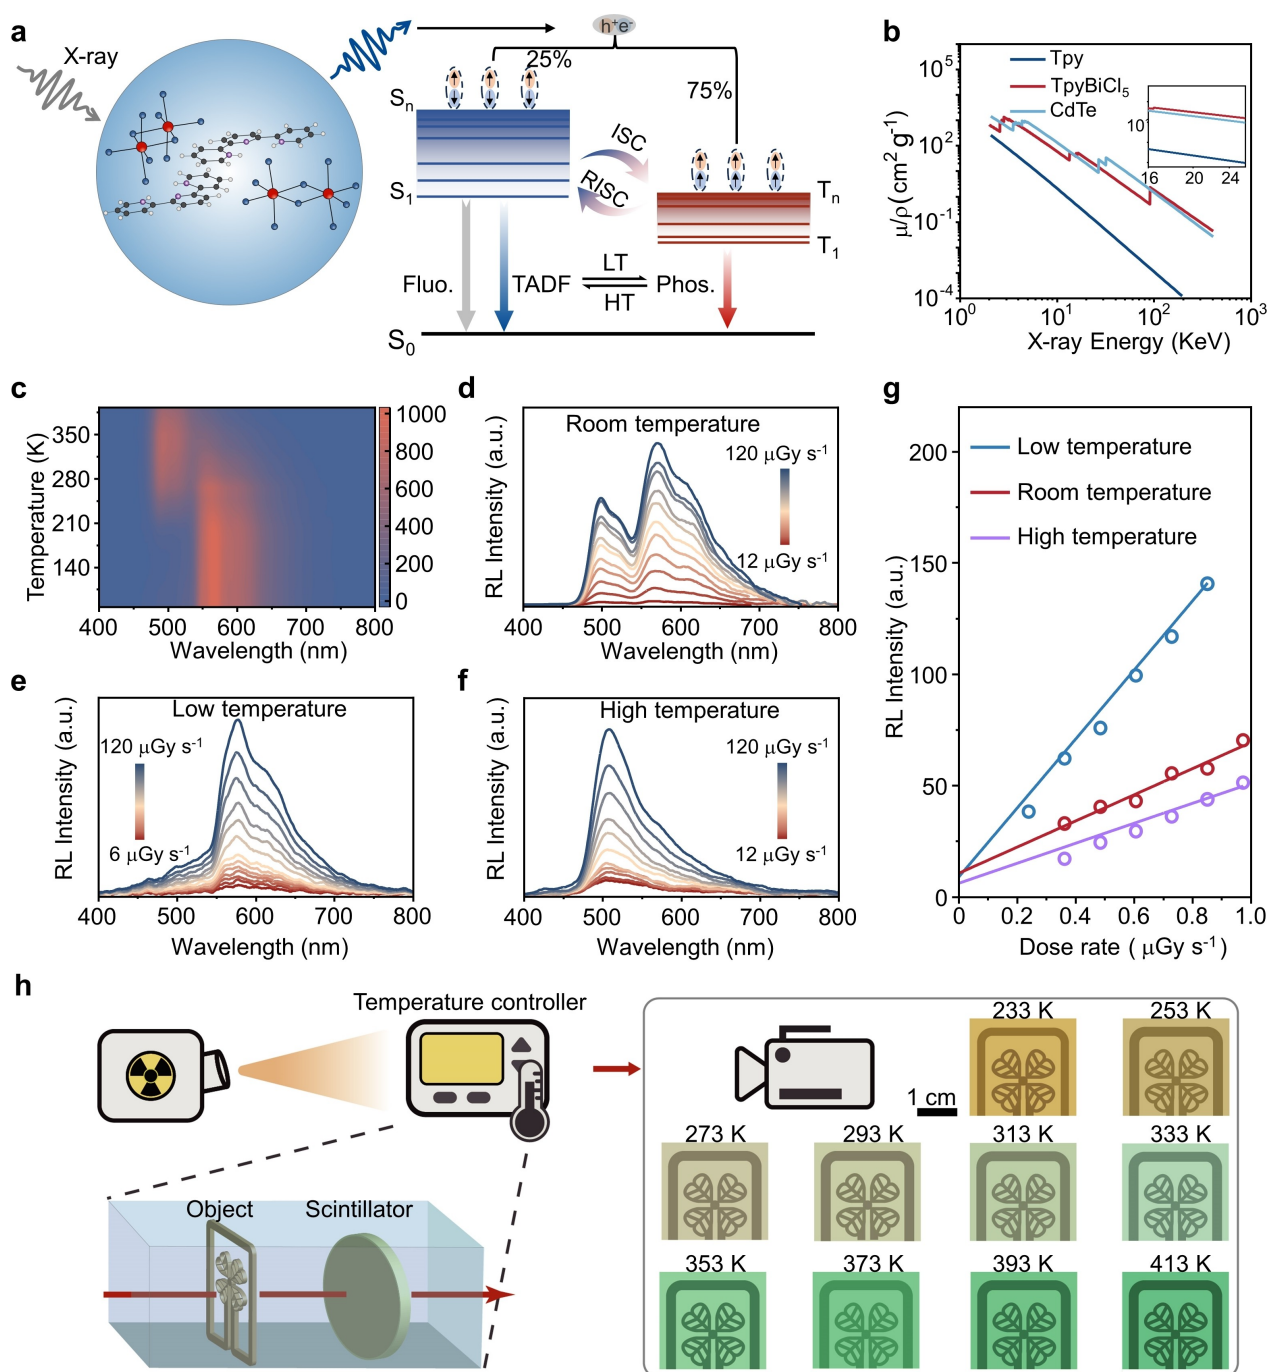 a
X-ray
h⁺e⁻
25%
75%
Sn
S1
ISC
RISC
Tn
T1
Fluo.
TADF
LT
HT
Phos.
S0
b
Tpy
TpyBiCl₅
CdTe
μ/ρ (cm² g⁻¹)
10⁵
10²
10⁻¹
10⁻⁴
10⁰ 10¹ 10² 10³
X-ray Energy (KeV)
10¹
16 20 24
c
Temperature (K)
350
280
210
140
400 500 600 700 800
Wavelength (nm)
1000
800
600
400
200
0
d
RL Intensity (a.u.)
Room temperature
120 μGy s⁻¹
12 μGy s⁻¹
400 500 600 700 800
Wavelength (nm)
e
RL Intensity (a.u.)
Low temperature
120 μGy s⁻¹
6 μGy s⁻¹
400 500 600 700 800
Wavelength (nm)
f
RL Intensity (a.u.)
High temperature
120 μGy s⁻¹
12 μGy s⁻¹
400 500 600 700 800
Wavelength (nm)
g
RL Intensity (a.u.)
Low temperature
Room temperature
High temperature
200
150
100
50
0
0 0.2 0.4 0.6 0.8 1.0
Dose rate ( μGy s⁻¹)
h
Temperature controller
Object
Scintillator
1 cm
233 K 253 K
273 K 293 K 313 K 333 K
353 K 373 K 393 K 413 K